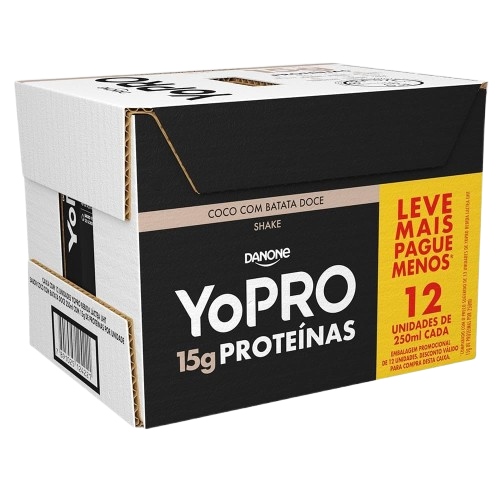 YoPRO
COCO COM BATATA DOCE
SHAKE
DANONE
YoPRO
15g PROTEÍNAS
LEVE
MAIS
PAGUE
MENOS*
12
UNIDADES DE
250ml CADA
EMBALAGEM PROMOCIONAL
DE 12 UNIDADES. DESCONTO VÁLIDO
PARA COMPRA DESTA CAIXA.